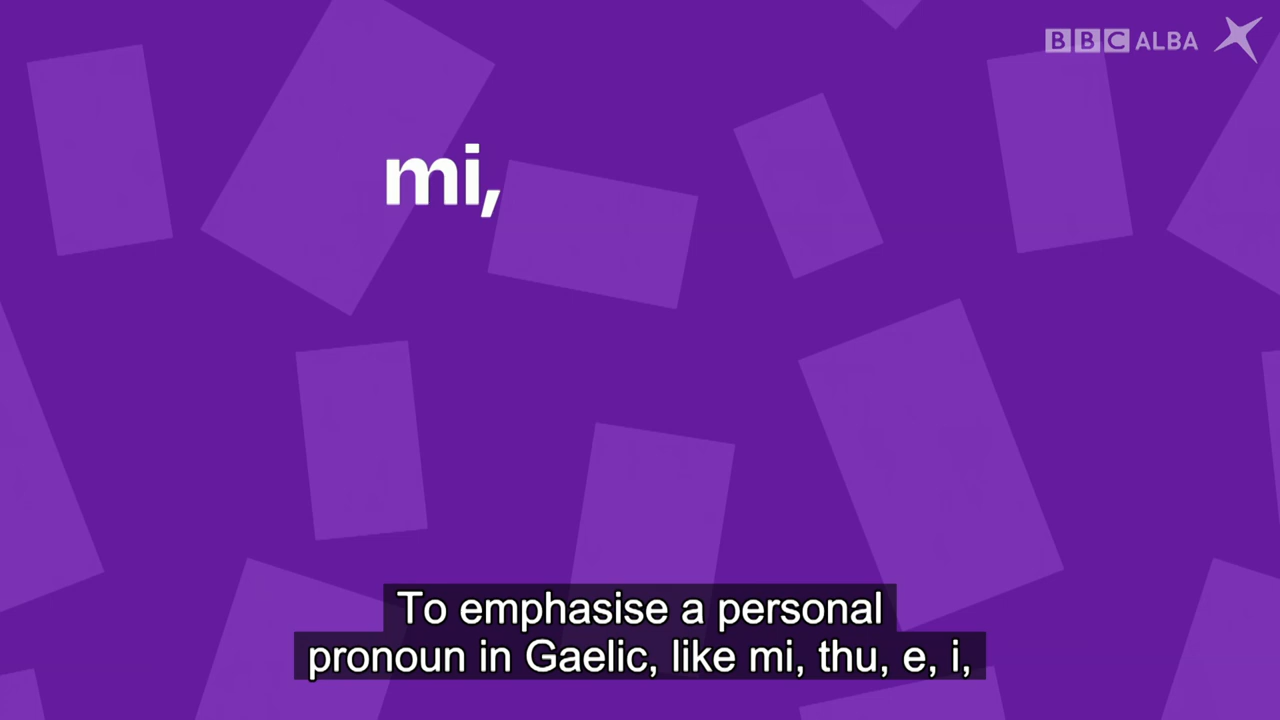 BBC ALBA
mi,
To emphasise a personal
pronoun in Gaelic, like mi, thu, e, i,